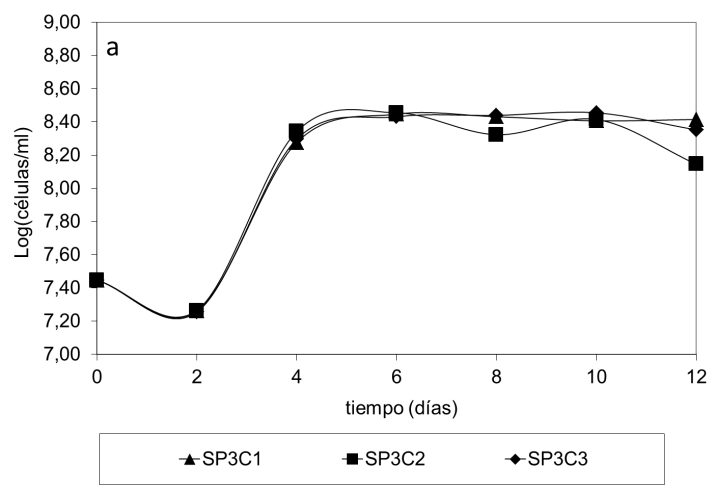 9,00
a
8,80
8,60
8,40
8,20
8,00
7,80
7,60
7,40
7,20
7,00
Log(células/ml)
0 2 4 6 8 10 12
tiempo (días)
SP3C1 SP3C2 SP3C3